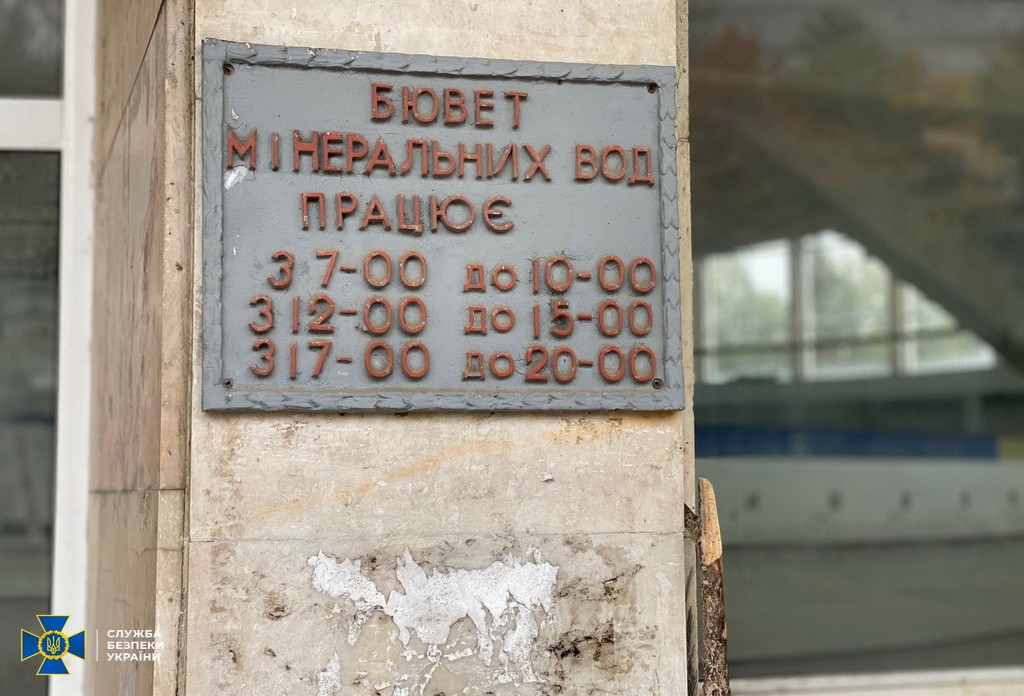 БЮВЕТ
МІНЕРАЛЬНИХ ВОД
ПРАЦЮЄ
З 7-00 до 10-00
З 12-00 до 15-00
З 17-00 до 20-00
СЛУЖБА
БЕЗПЕКИ
УКРАЇНИ